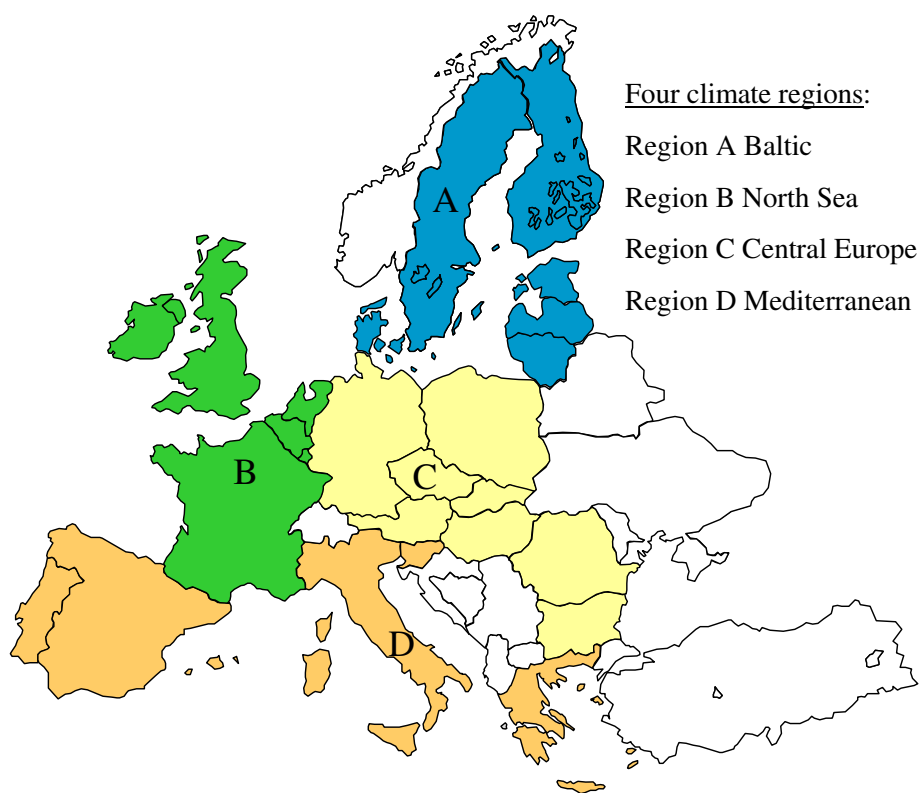 Four climate regions:
Region A Baltic
Region B North Sea
Region C Central Europe
Region D Mediterranean
A
B
C
D